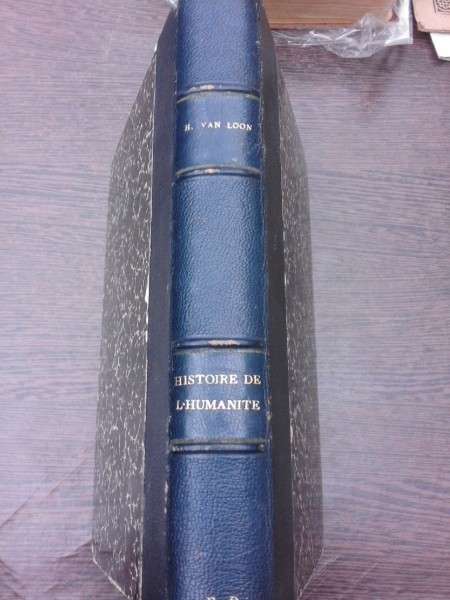 H. VAN LOON
HISTOIRE DE
L'HUMANITE